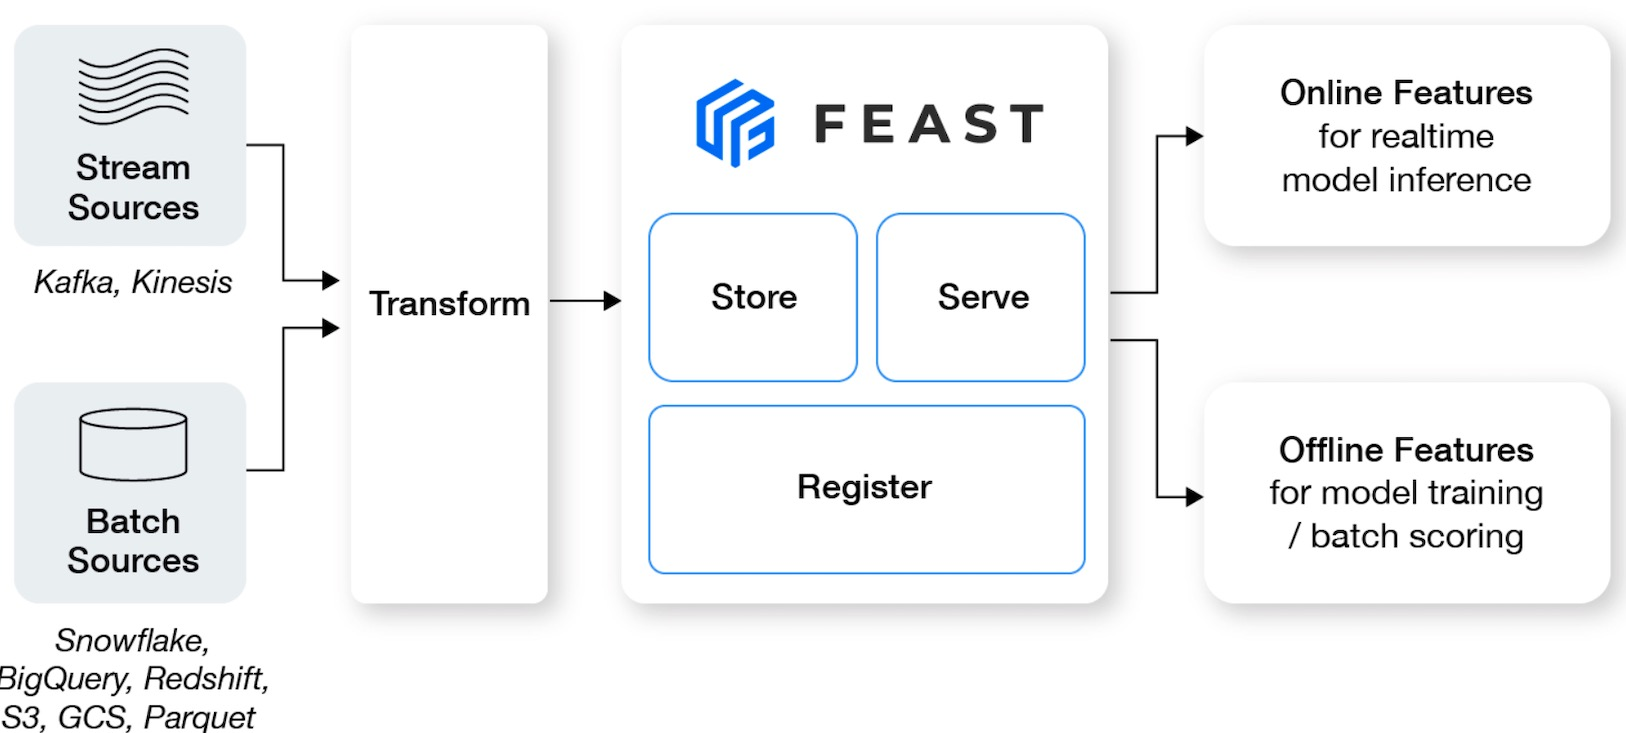 Stream
Sources
Kafka, Kinesis
Batch
Sources
Snowflake,
BigQuery, Redshift,
S3, GCS, Parquet
Transform
FEAST
Store
Serve
Register
Online Features
for realtime
model inference
Offline Features
for model training
/ batch scoring